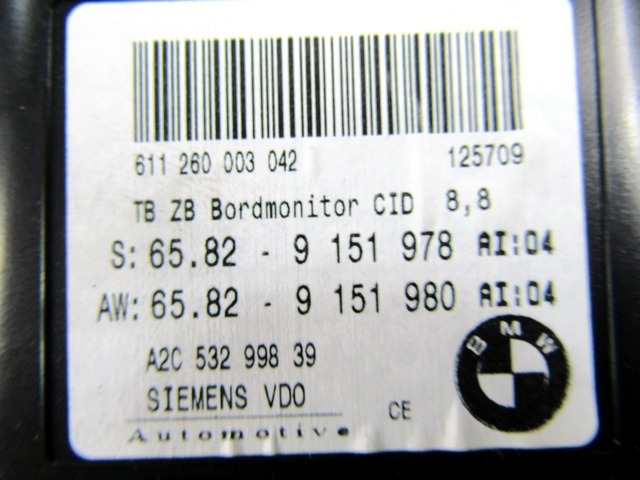 611 260 003 042 125709
TB ZB Bordmonitor CID 8,8
S: 65.82 - 9 151 978 AI:04
AW: 65.82 - 9 151 980 AI:04
A2C 532 998 39
SIEMENS VDO
Automotive
CE
BMW